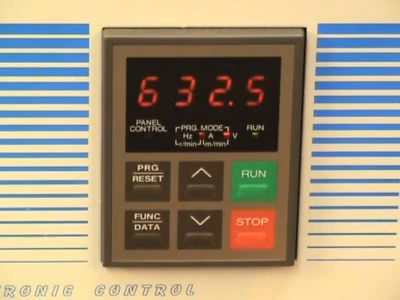 632.5
PANEL
CONTROL
PRG. MODE
Hz A V
r/min m/min
RUN
PRG
RESET
∧
RUN
FUNC
DATA
∨
STOP
TRONIC CONTROL